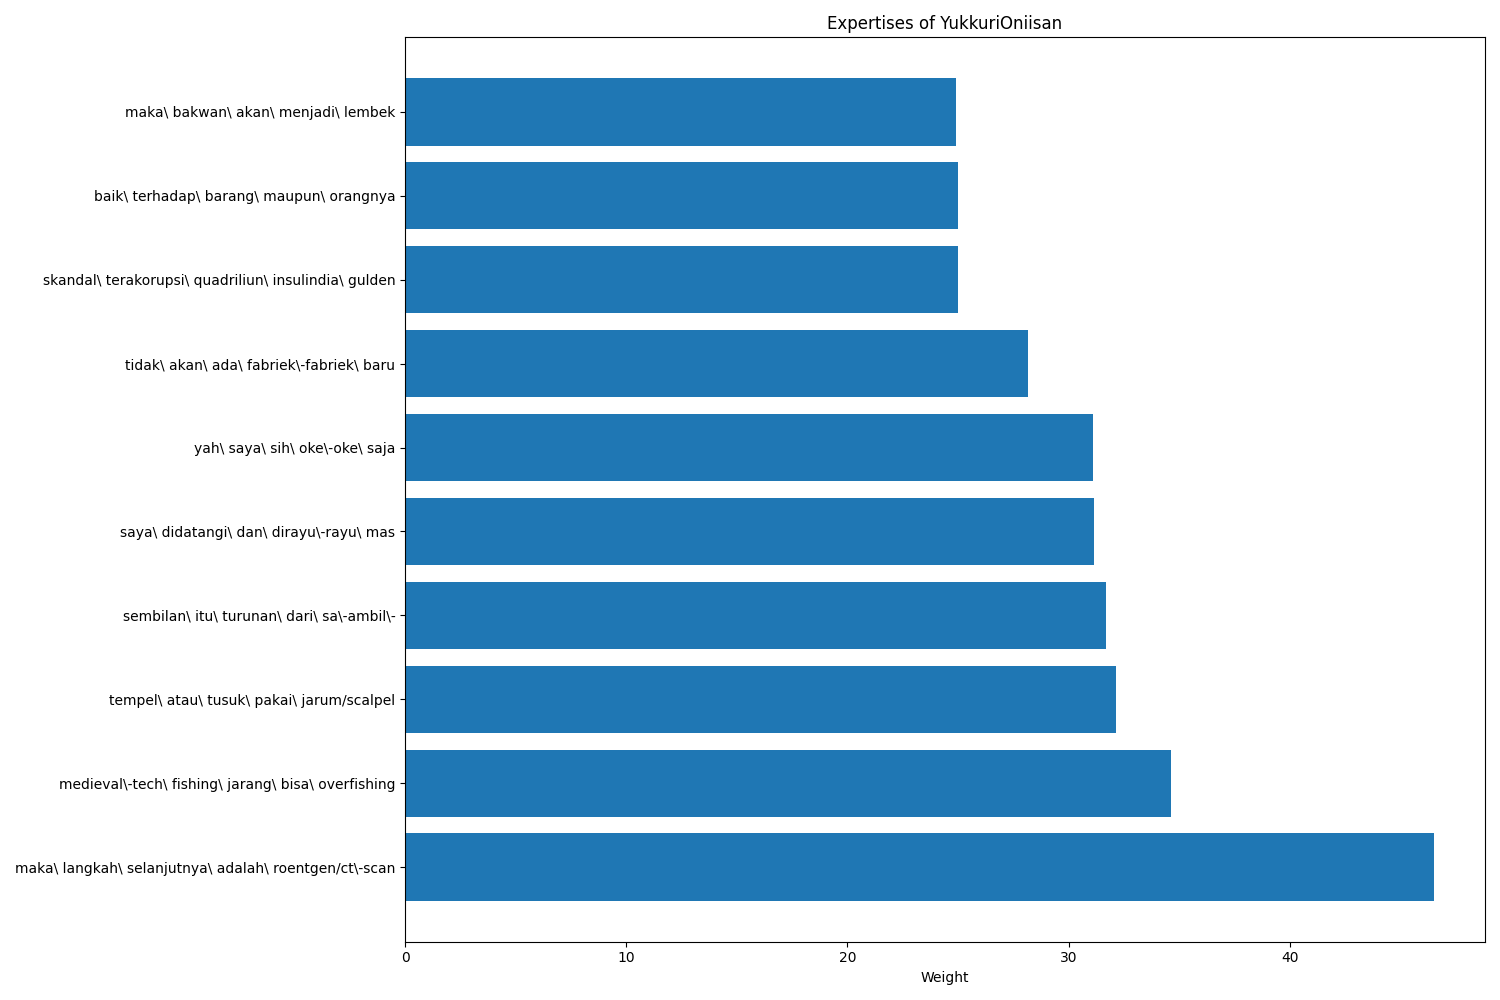 Expertises of YukkuriOniisan
maka\ bakwan\ akan\ menjadi\ lembek
baik\ terhadap\ barang\ maupun\ orangnya
skandal\ terakorupsi\ quadriliun\ insulindia\ gulden
tidak\ akan\ ada\ fabriek\-fabriek\ baru
yah\ saya\ sih\ oke\-oke\ saja
saya\ didatangi\ dan\ dirayu\-rayu\ mas
sembilan\ itu\ turunan\ dari\ sa\-ambil\-
tempel\ atau\ tusuk\ pakai\ jarum/scalpel
medieval\-tech\ fishing\ jarang\ bisa\ overfishing
maka\ langkah\ selanjutnya\ adalah\ roentgen/ct\-scan
0 10 20 30 40
Weight